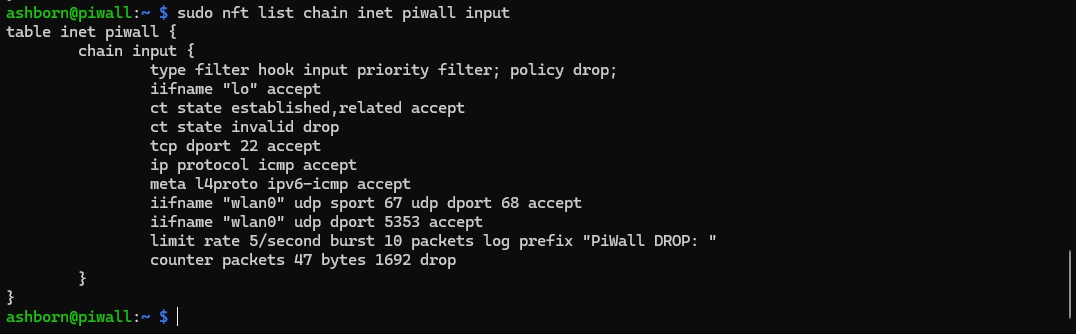 ashborn@piwall:~ $ sudo nft list chain inet piwall input
table inet piwall {
        chain input {
                type filter hook input priority filter; policy drop;
                iifname "lo" accept
                ct state established,related accept
                ct state invalid drop
                tcp dport 22 accept
                ip protocol icmp accept
                meta l4proto ipv6-icmp accept
                iifname "wlan0" udp sport 67 udp dport 68 accept
                iifname "wlan0" udp dport 5353 accept
                limit rate 5/second burst 10 packets log prefix "PiWall DROP: "
                counter packets 47 bytes 1692 drop
        }
}
ashborn@piwall:~ $